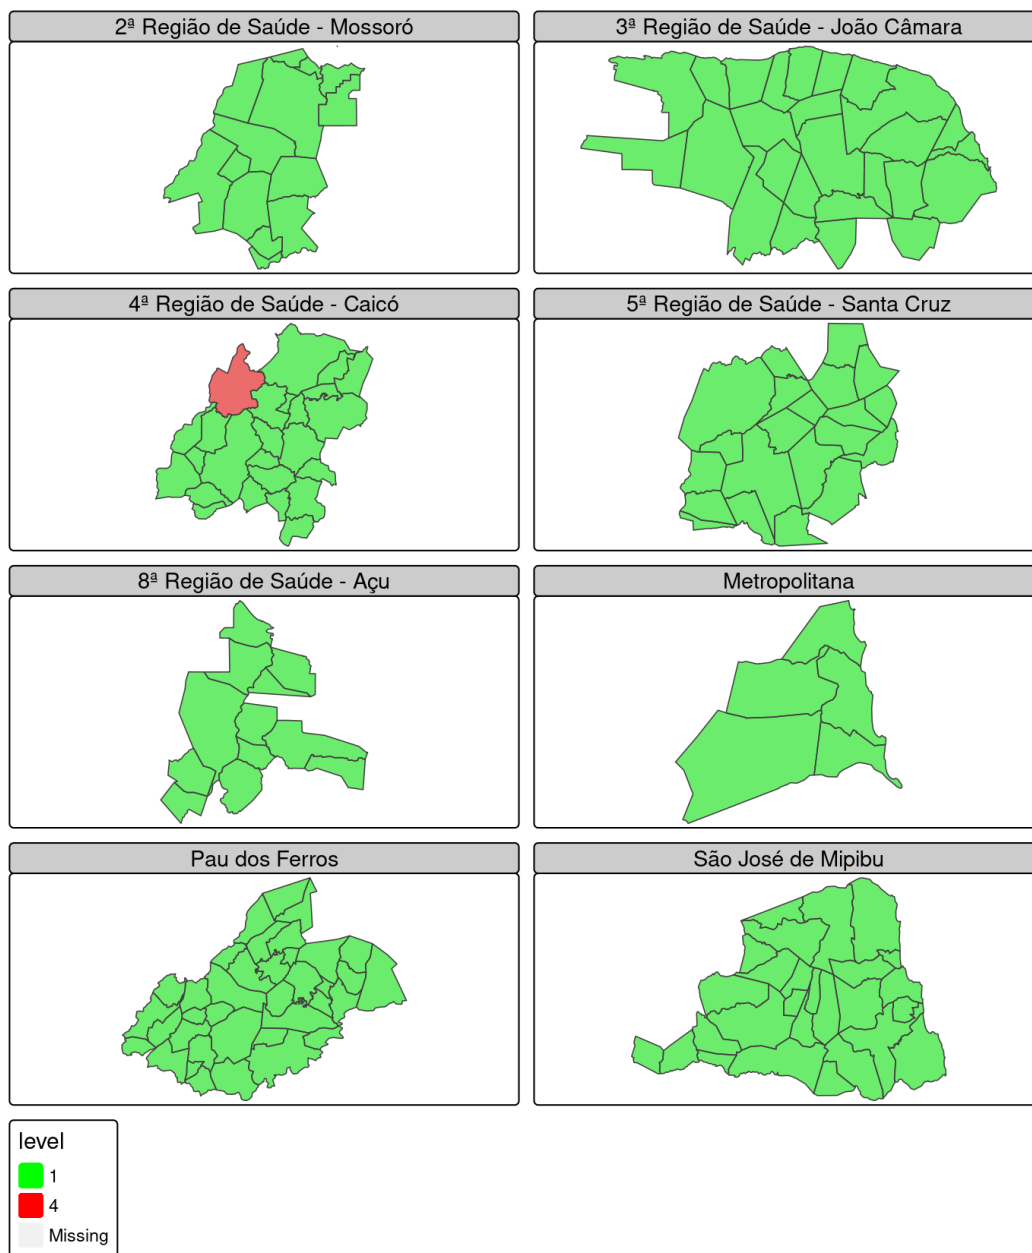 2ª Região de Saúde - Mossoró
3ª Região de Saúde - João Câmara
4ª Região de Saúde - Caicó
5ª Região de Saúde - Santa Cruz
8ª Região de Saúde - Açu
Metropolitana
Pau dos Ferros
São José de Mipibu
level
1
4
Missing